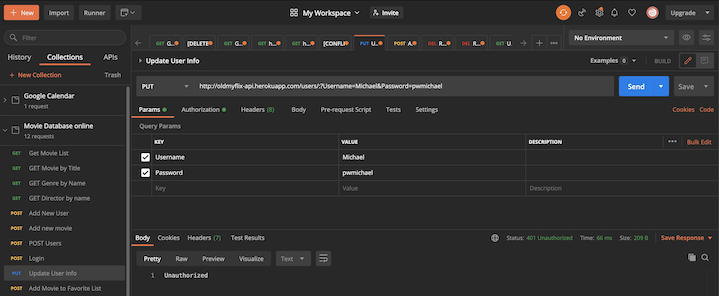 + New Import Runner My Workspace Invite Upgrade
Filter
GET G... [DELETE GET G... GET h... GET h... [CONFLI PUT U... POST A... DEL R... DEL R... GET U. No Environment
History Collections APIs
+ New Collection Trash
Update User Info Examples 0 BUILD
PUT http://oldmyflix-api.herokuapp.com/users/:?Username=Michael&Password=pwmichael Send Save
Google Calendar
1 request
Params Authorization Headers (8) Body Pre-request Script Tests Settings Cookies Code
Movie Database online
12 requests
Query Params
KEY VALUE DESCRIPTION ••• Bulk Edit
GET Get Movie List
Username Michael
GET GET Movie by Title
Password pwmichael
GET GET Genre by Name
Key Value Description
GET GET Director by name
POST Add New User
POST Add new movie
Body Cookies Headers (7) Test Results Status: 401 Unauthorized Time: 66 ms Size: 209 B Save Response
POST POST Users
POST Login
Pretty Raw Preview Visualize Text
PUT Update User Info
1 Unauthorized
POST Add Movie to Favorite List